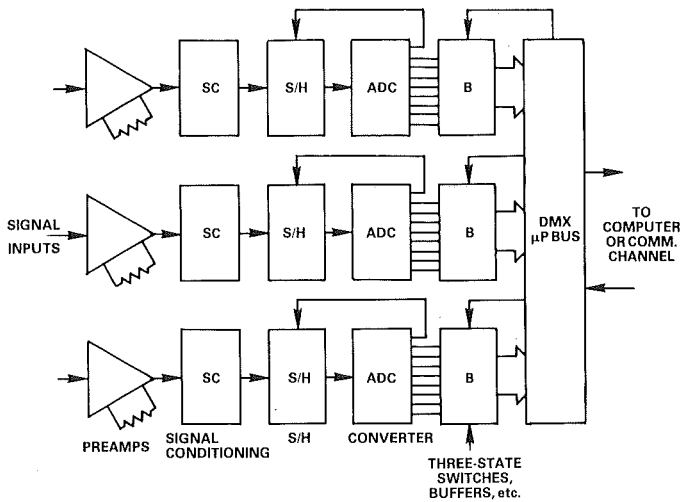 SC
S/H
ADC
B
SIGNAL
INPUTS
SC
S/H
ADC
B
DMX
µP BUS
TO
COMPUTER
OR COMM.
CHANNEL
SC
S/H
ADC
B
PREAMPS
SIGNAL
CONDITIONING
S/H
CONVERTER
THREE-STATE
SWITCHES,
BUFFERS, etc.